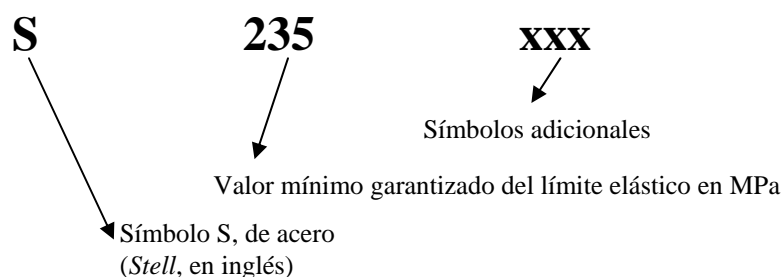 S 235 xxx
Símbolos adicionales
Valor mínimo garantizado del límite elástico en MPa
Símbolo S, de acero
(Stell, en inglés)